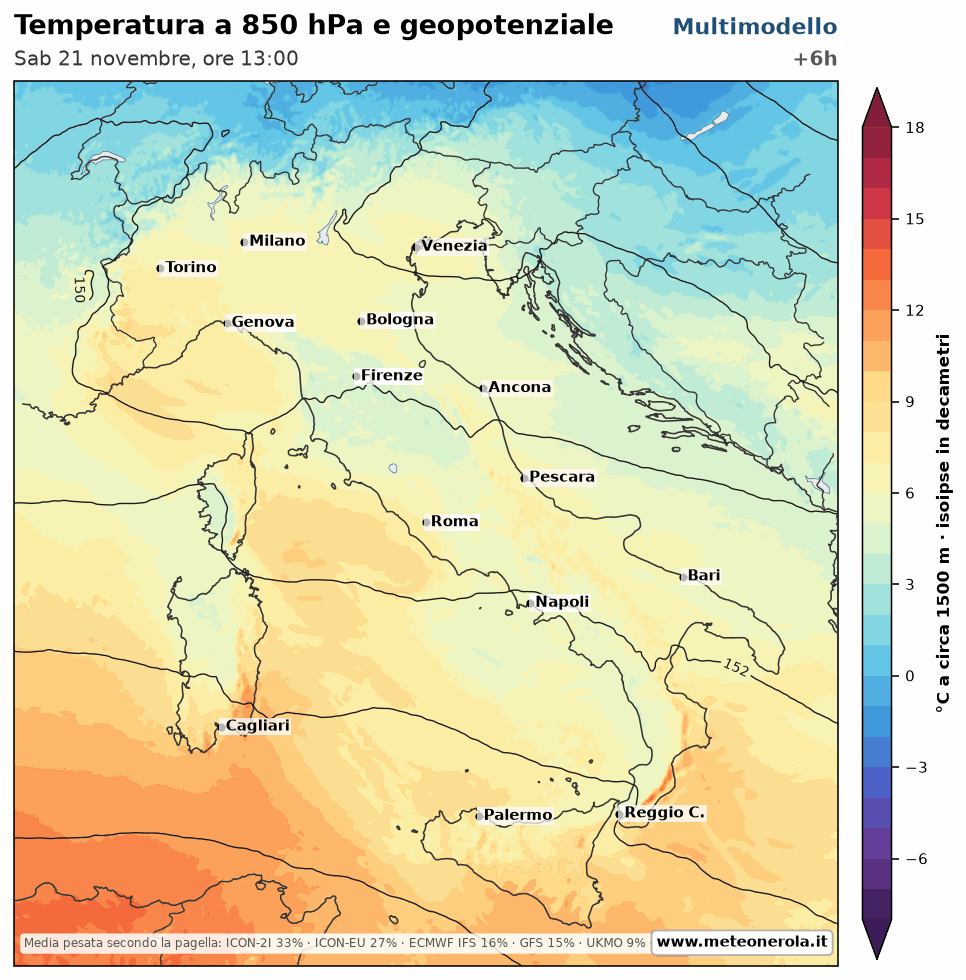 Temperatura a 850 hPa e geopotenziale
Multimodello
Sab 21 novembre, ore 13:00
+6h
18
15
12
9
6
3
0
−3
−6
°C a circa 1500 m · isoipse in decametri
Milano
Venezia
Torino
150
Genova
Bologna
Firenze
Ancona
Pescara
Roma
Bari
Napoli
152
Cagliari
Palermo
Reggio C.
Media pesata secondo la pagella: ICON-2I 33% · ICON-EU 27% · ECMWF IFS 16% · GFS 15% · UKMO 9%
www.meteonerola.it